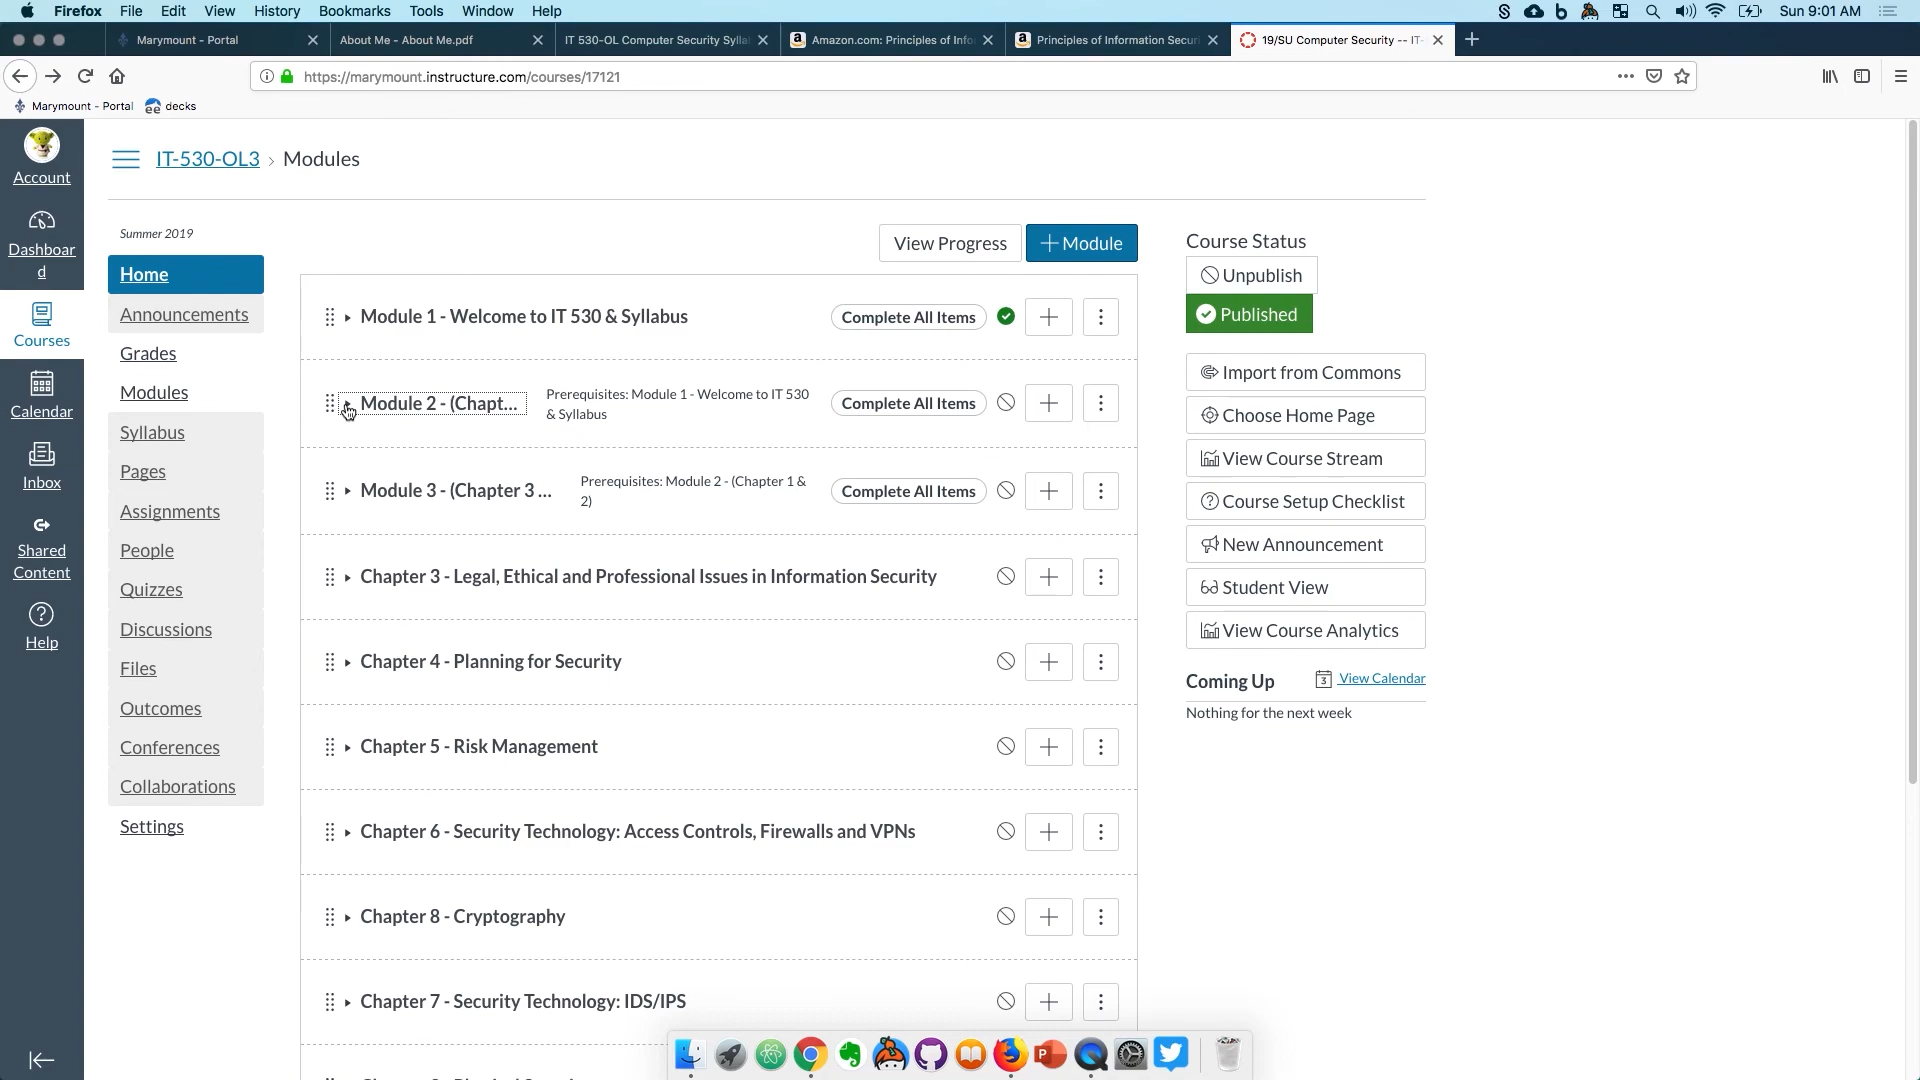 Firefox File Edit View History Bookmarks Tools Window Help Sun 9:01 AM
Marymount - Portal About Me - About Me.pdf IT 530-OL Computer Security Sylla Amazon.com: Principles of Info Principles of Information Securi 19/SU Computer Security -- IT-
https://marymount.instructure.com/courses/17121
Marymount - Portal decks
Account
Dashboar
d
Courses
Calendar
Inbox
Shared
Content
Help
IT-530-OL3 › Modules
Summer 2019
Home
Announcements
Grades
Modules
Syllabus
Pages
Assignments
People
Quizzes
Discussions
Files
Outcomes
Conferences
Collaborations
Settings
View Progress + Module
Module 1 - Welcome to IT 530 & Syllabus Complete All Items
Module 2 - (Chapt... Prerequisites: Module 1 - Welcome to IT 530
& Syllabus Complete All Items
Module 3 - (Chapter 3 ... Prerequisites: Module 2 - (Chapter 1 &
2) Complete All Items
Chapter 3 - Legal, Ethical and Professional Issues in Information Security
Chapter 4 - Planning for Security
Chapter 5 - Risk Management
Chapter 6 - Security Technology: Access Controls, Firewalls and VPNs
Chapter 8 - Cryptography
Chapter 7 - Security Technology: IDS/IPS
Course Status
Unpublish
Published
Import from Commons
Choose Home Page
View Course Stream
Course Setup Checklist
New Announcement
Student View
View Course Analytics
Coming Up 3 View Calendar
Nothing for the next week